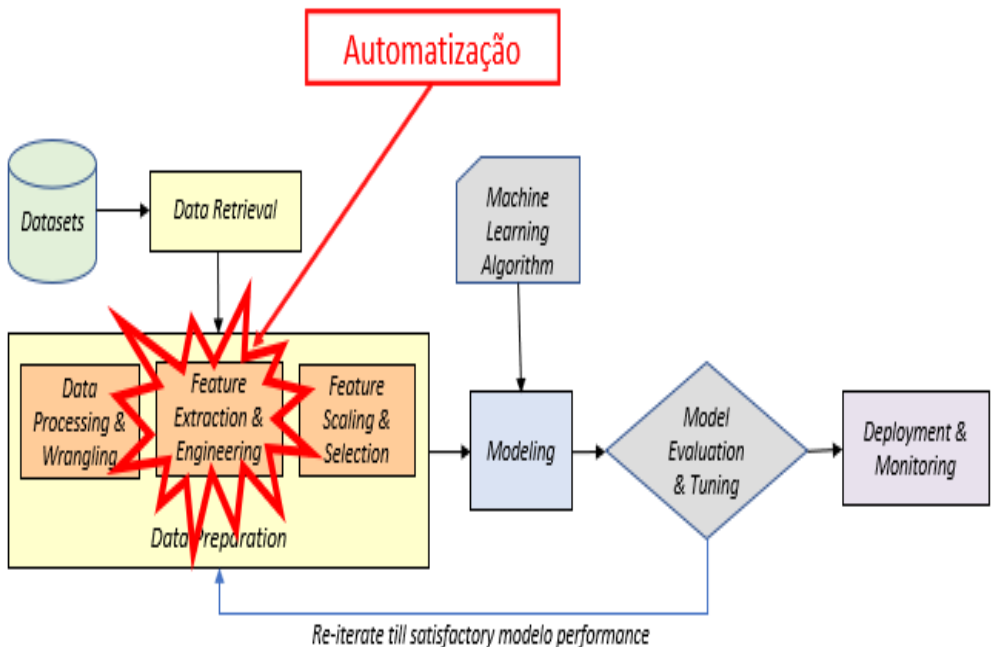 Automatização
Datasets
Data Retrieval
Machine
Learning
Algorithm
Data
Processing &
Wrangling
Feature
Extraction &
Engineering
Feature
Scaling &
Selection
Data Preparation
Modeling
Model
Evaluation
& Tuning
Deployment &
Monitoring
Re-iterate till satisfactory modelo performance